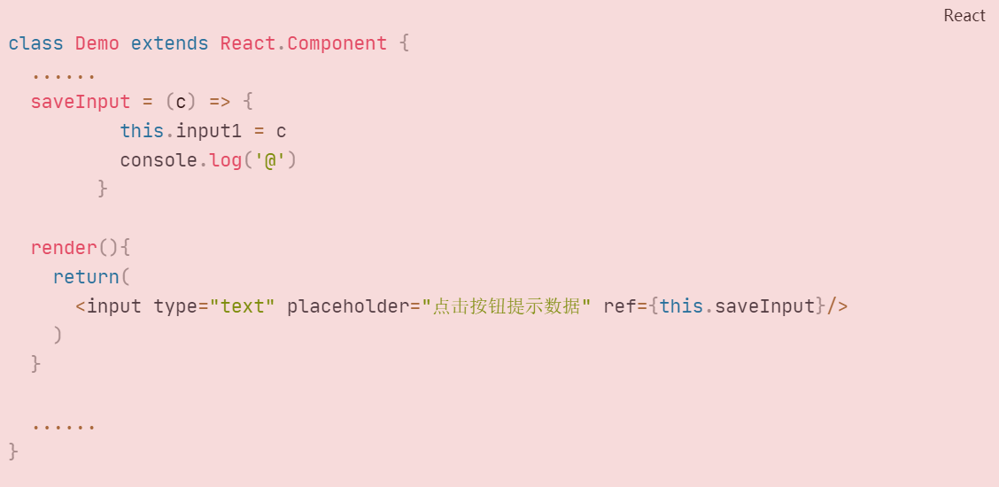 React
class Demo extends React.Component {
  ......
  saveInput = (c) => {
          this.input1 = c
          console.log('@')
        }
  render(){
    return(
      <input type="text" placeholder="点击按钮提示数据" ref={this.saveInput}/>
    )
  }
  ......
}